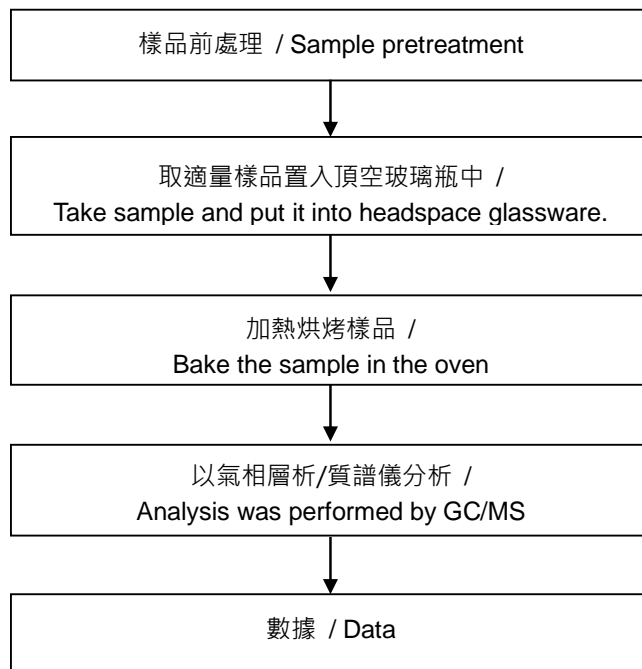 樣品前處理 / Sample pretreatment
取適量樣品置入頂空玻璃瓶中 /
Take sample and put it into headspace glassware.
加熱烘烤樣品 /
Bake the sample in the oven
以氣相層析/質譜儀分析 /
Analysis was performed by GC/MS
數據 / Data